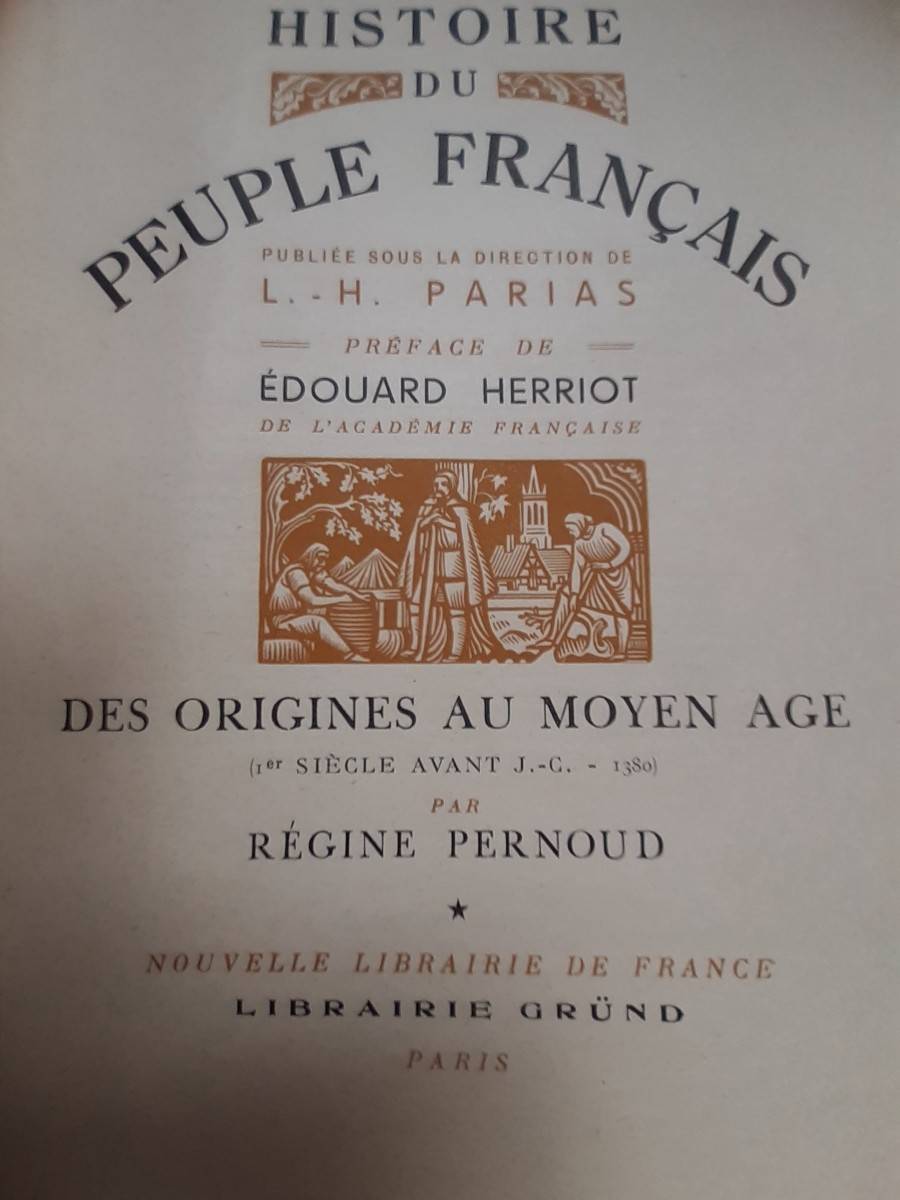 HISTOIRE
DU
PEUPLE FRANÇAIS
PUBLIÉE SOUS LA DIRECTION DE
L.-H. PARIAS
PRÉFACE DE
ÉDOUARD HERRIOT
DE L'ACADÉMIE FRANÇAISE
DES ORIGINES AU MOYEN AGE
(1er SIÈCLE AVANT J.-C. - 1380)
PAR
RÉGINE PERNOUD
★
NOUVELLE LIBRAIRIE DE FRANCE
LIBRAIRIE GRÜND
PARIS